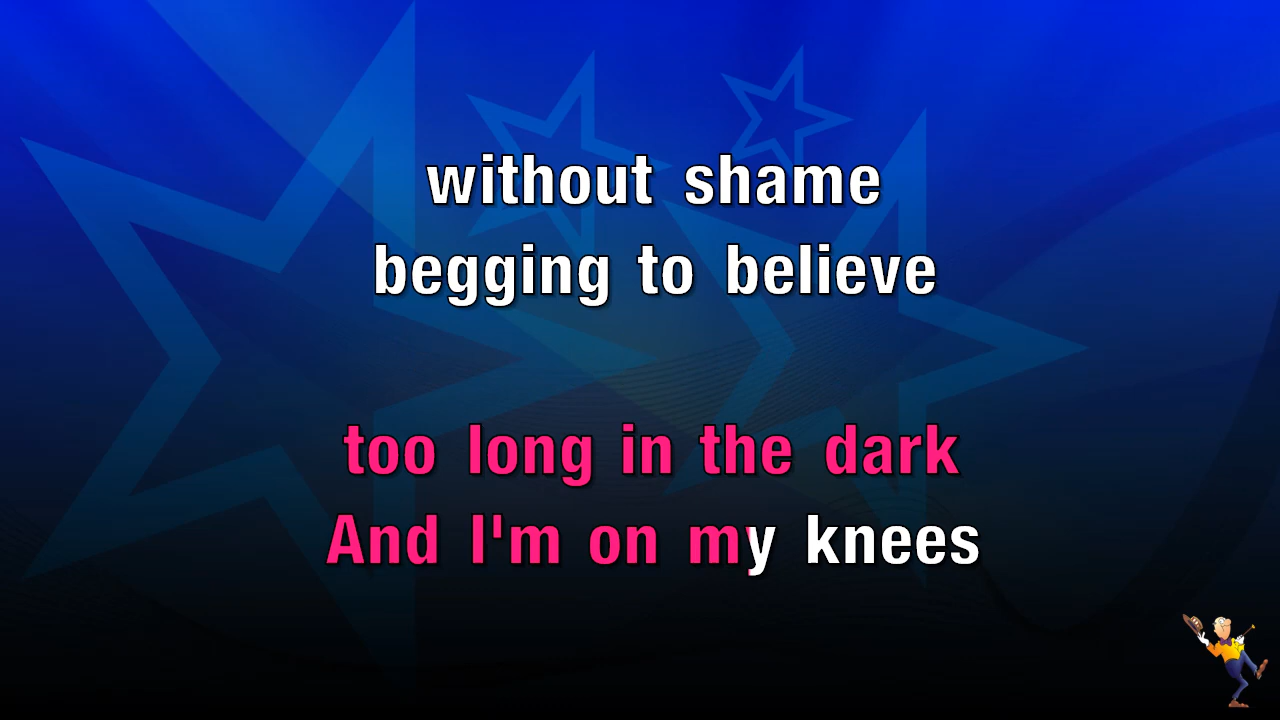 without shame
begging to believe
too long in the dark
And I'm on my knees